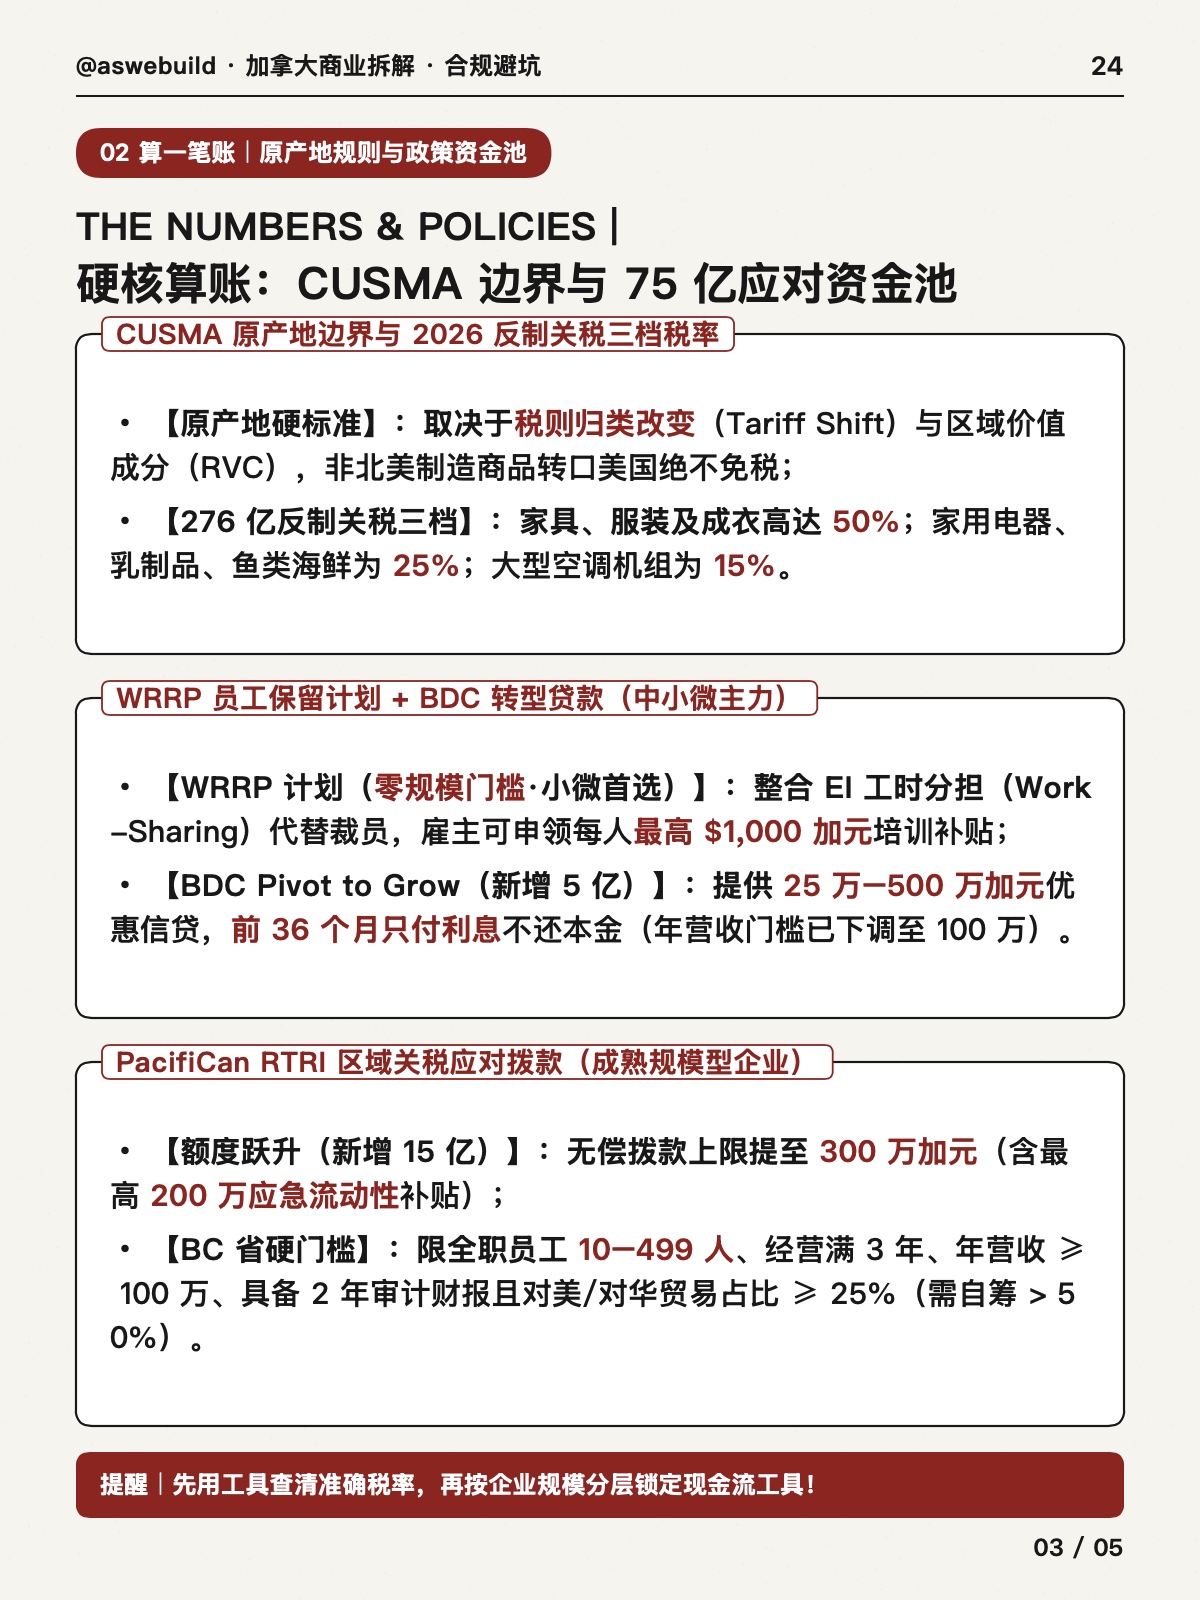 @aswebuild · 加拿大商业拆解 · 合规避坑
24
02 算一笔账｜原产地规则与政策资金池
THE NUMBERS & POLICIES |
硬核算账：CUSMA 边界与 75 亿应对资金池
CUSMA 原产地边界与 2026 反制关税三档税率
• 【原产地硬标准】：取决于税则归类改变（Tariff Shift）与区域价值
成分（RVC），非北美制造商品转口美国绝不免税；
• 【276 亿反制关税三档】：家具、服装及成衣高达 50%；家用电器、
乳制品、鱼类海鲜为 25%；大型空调机组为 15%。
WRRP 员工保留计划 + BDC 转型贷款（中小微主力）
• 【WRRP 计划（零规模门槛·小微首选）】：整合 EI 工时分担（Work
–Sharing）代替裁员，雇主可申领每人最高 $1,000 加元培训补贴；
• 【BDC Pivot to Grow（新增 5 亿）】：提供 25 万—500 万加元优
惠信贷，前 36 个月只付利息不还本金（年营收门槛已下调至 100 万）。
PacifiCan RTRI 区域关税应对拨款（成熟规模型企业）
• 【额度跃升（新增 15 亿）】：无偿拨款上限提至 300 万加元（含最
高 200 万应急流动性补贴）；
• 【BC 省硬门槛】：限全职员工 10—499 人、经营满 3 年、年营收 ⩾
100 万、具备 2 年审计财报且对美/对华贸易占比 ⩾ 25%（需自筹 > 5
0%）。
提醒｜先用工具查清准确税率，再按企业规模分层锁定现金流工具！
03 / 05